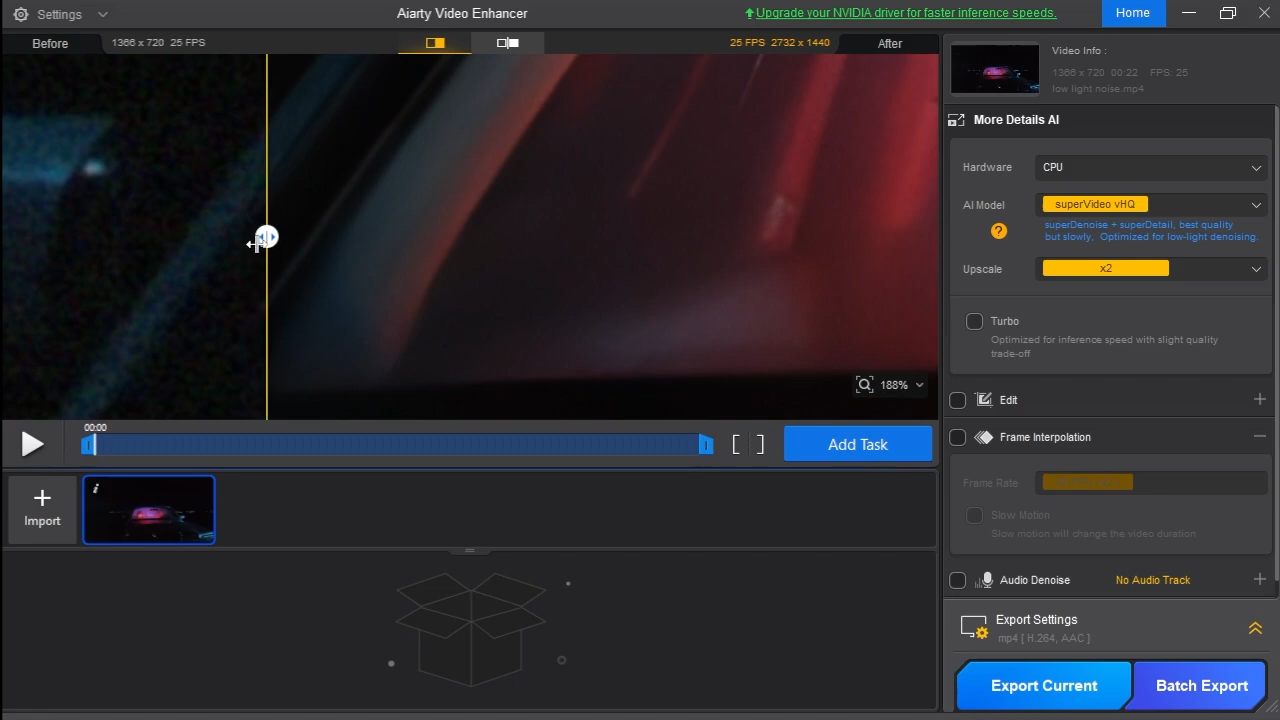 Settings
Aiarty Video Enhancer
Upgrade your NVIDIA driver for faster inference speeds.
Home
Before
1366 x 720 25 FPS
25 FPS 2732 x 1440
After
Video Info :
1366 x 720 00:22 FPS: 25
low light noise.mp4
More Details AI
Hardware
CPU
AI Model
superVideo vHQ
?
superDenoise + superDetail, best quality
but slowly, Optimized for low-light denoising.
Upscale
x2
Turbo
Optimized for inference speed with slight quality
trade-off
188%
Edit
00:00
[ ]
Add Task
Frame Interpolation
Frame Rate
Slow Motion
Slow motion will change the video duration
Import
i
Audio Denoise
No Audio Track
Export Settings
mp4 [ H.264, AAC ]
Export Current
Batch Export